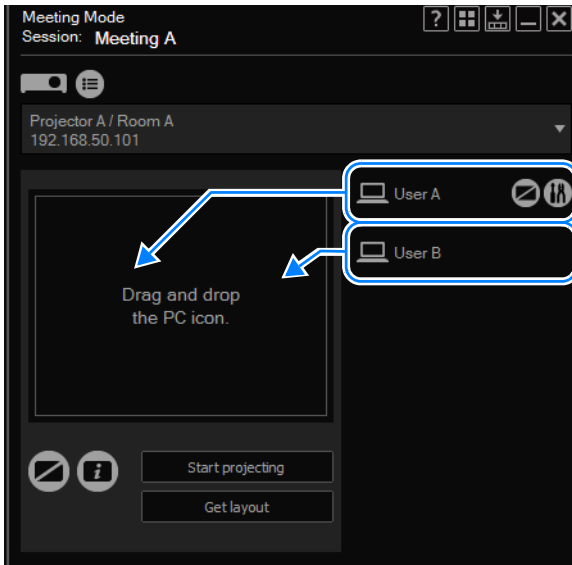 Meeting Mode
Session: Meeting A
?
Projector A / Room A
192.168.50.101
User A
User B
Drag and drop
the PC icon.
i
Start projecting
Get layout